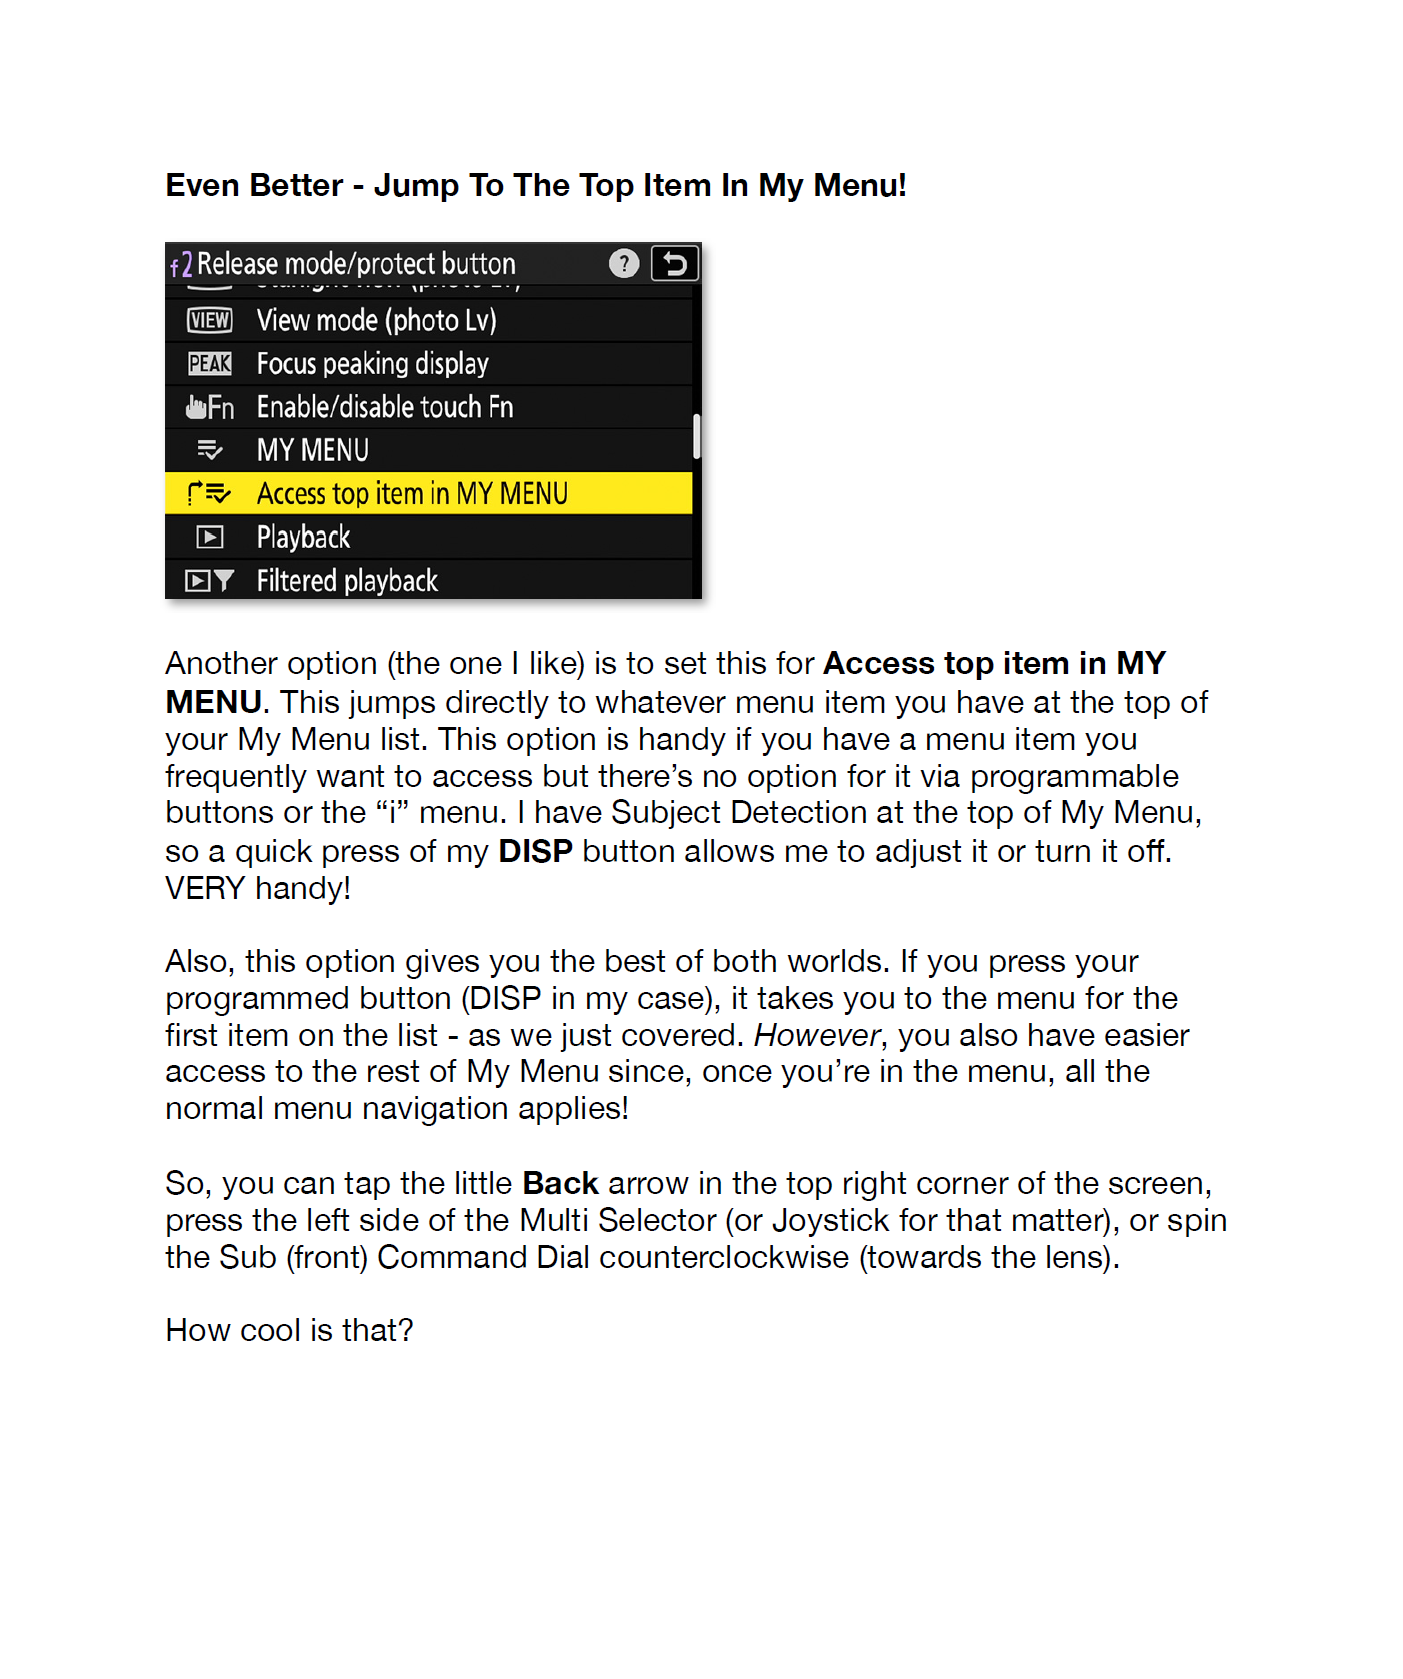 Even Better - Jump To The Top Item In My Menu!
f2 Release mode/protect button ?
VIEW View mode (photo Lv)
PEAK Focus peaking display
Fn Enable/disable touch Fn
MY MENU
Access top item in MY MENU
Playback
Filtered playback
Another option (the one I like) is to set this for Access top item in MY
MENU. This jumps directly to whatever menu item you have at the top of
your My Menu list. This option is handy if you have a menu item you
frequently want to access but there’s no option for it via programmable
buttons or the “i” menu. I have Subject Detection at the top of My Menu,
so a quick press of my DISP button allows me to adjust it or turn it off.
VERY handy!
Also, this option gives you the best of both worlds. If you press your
programmed button (DISP in my case), it takes you to the menu for the
first item on the list - as we just covered. However, you also have easier
access to the rest of My Menu since, once you’re in the menu, all the
normal menu navigation applies!
So, you can tap the little Back arrow in the top right corner of the screen,
press the left side of the Multi Selector (or Joystick for that matter), or spin
the Sub (front) Command Dial counterclockwise (towards the lens).
How cool is that?